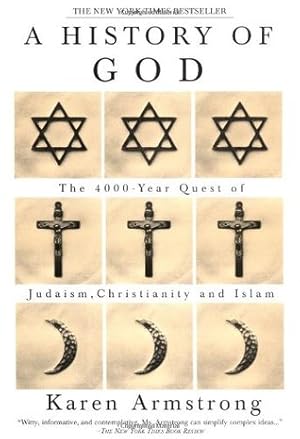 THE NEW YORK TIMES BESTSELLER
A HISTORY OF
GOD
The 4000-Year Quest of
Judaism, Christianity and Islam
Karen Armstrong
"Witty, informative, and contemplative. Ms. Armstrong can simplify complex ideas..."
–THE NEW YORK TIMES BOOK REVIEW